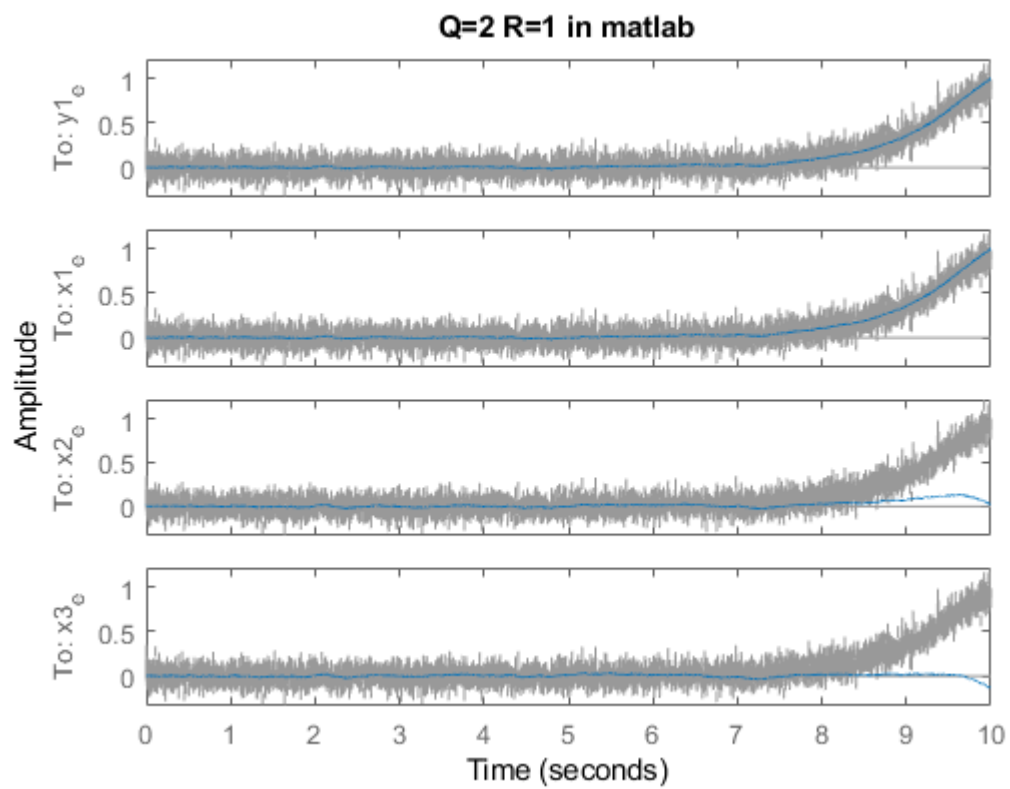 Q=2 R=1 in matlab
Amplitude
To: y1e
1
0.5
0
To: x1e
1
0.5
0
To: x2e
1
0.5
0
To: x3e
1
0.5
0
0 1 2 3 4 5 6 7 8 9 10
Time (seconds)